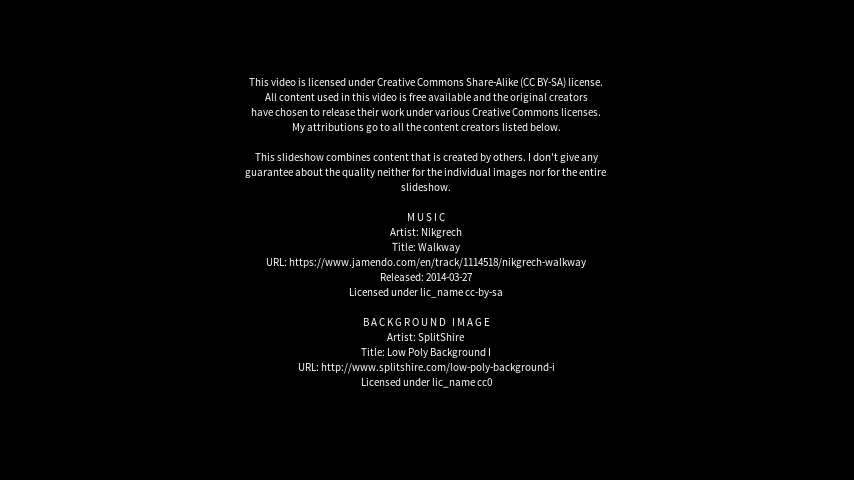 This video is licensed under Creative Commons Share-Alike (CC BY-SA) license.
All content used in this video is free available and the original creators
have chosen to release their work under various Creative Commons licenses.
My attributions go to all the content creators listed below.
This slideshow combines content that is created by others. I don't give any
guarantee about the quality neither for the individual images nor for the entire
slideshow.
MUSIC
Artist: Nikgrech
Title: Walkway
URL: https://www.jamendo.com/en/track/1114518/nikgrech-walkway
Released: 2014-03-27
Licensed under lic_name cc-by-sa
BACKGROUND IMAGE
Artist: SplitShire
Title: Low Poly Background I
URL: http://www.splitshire.com/low-poly-background-i
Licensed under lic_name cc0